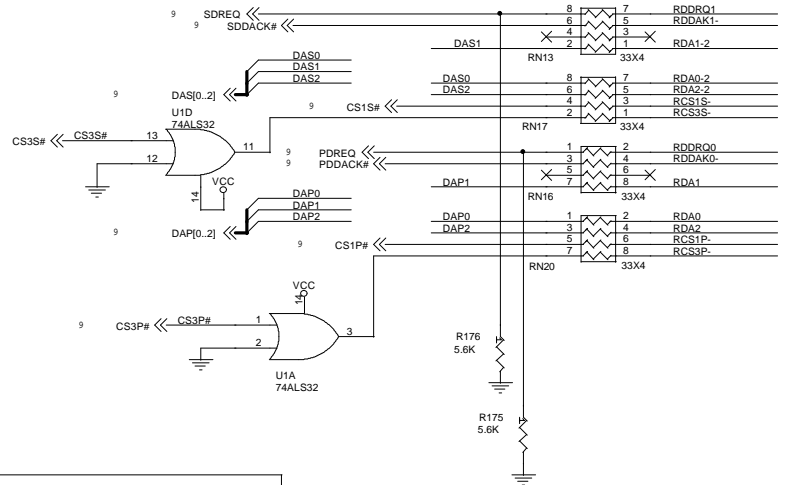 9 SDREQ 8 7 RDDRQ1
9 SDDACK# 6 5 RDDAK1-
4 3
DAS1 2 1 RDA1-2
RN13 33X4
DAS0
DAS1
DAS2
9 DAS[0..2]
DAS0 8 7 RDA0-2
DAS2 6 5 RDA2-2
9 CS1S# 4 3 RCS1S-
2 1 RCS3S-
RN17 33X4
U1D
74ALS32
CS3S# CS3S# 13 11
12
14 VCC
9 PDREQ 1 2 RDDRQ0
9 PDDACK# 3 4 RDDAK0-
5 6
DAP1 7 8 RDA1
RN16 33X4
DAP0
DAP1
DAP2
9 DAP[0..2]
DAP0 1 2 RDA0
DAP2 3 4 RDA2
9 CS1P# 5 6 RCS1P-
7 8 RCS3P-
RN20 33X4
VCC
14
9 CS3P# CS3P# 1 3
2
U1A
74ALS32
R176
5.6K
R175
5.6K